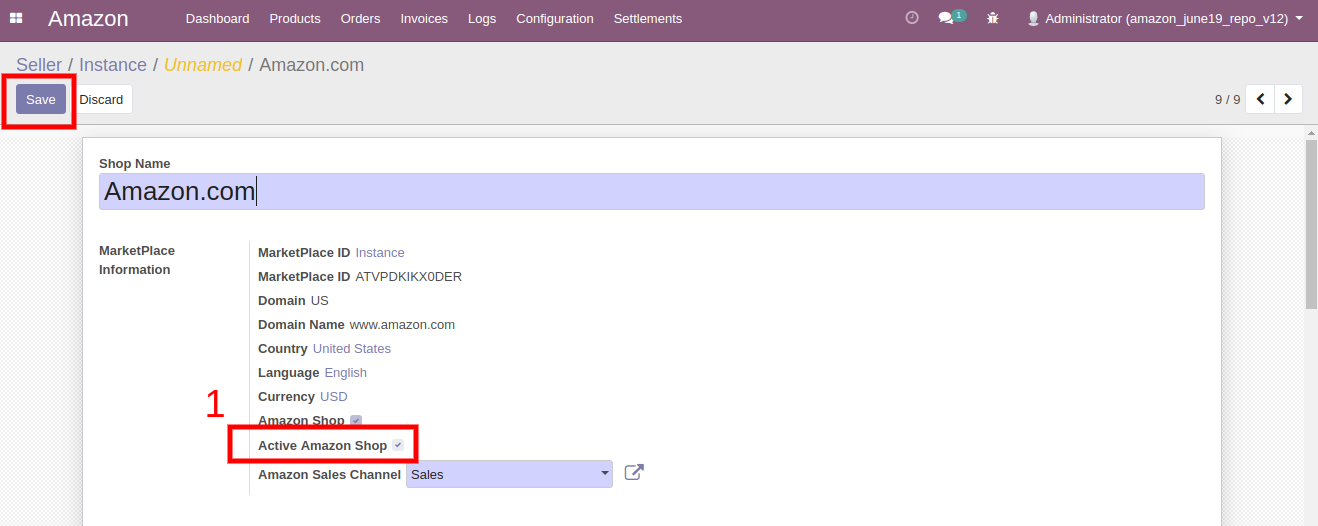 Amazon Dashboard Products Orders Invoices Logs Configuration Settlements 1 Administrator (amazon_june19_repo_v12)
Seller / Instance / Unnamed / Amazon.com
Save Discard 9 / 9
Shop Name
Amazon.com
MarketPlace Information
MarketPlace ID Instance
MarketPlace ID ATVPDKIKX0DER
Domain US
Domain Name www.amazon.com
Country United States
Language English
Currency USD
1
Amazon Shop
Active Amazon Shop
Amazon Sales Channel Sales